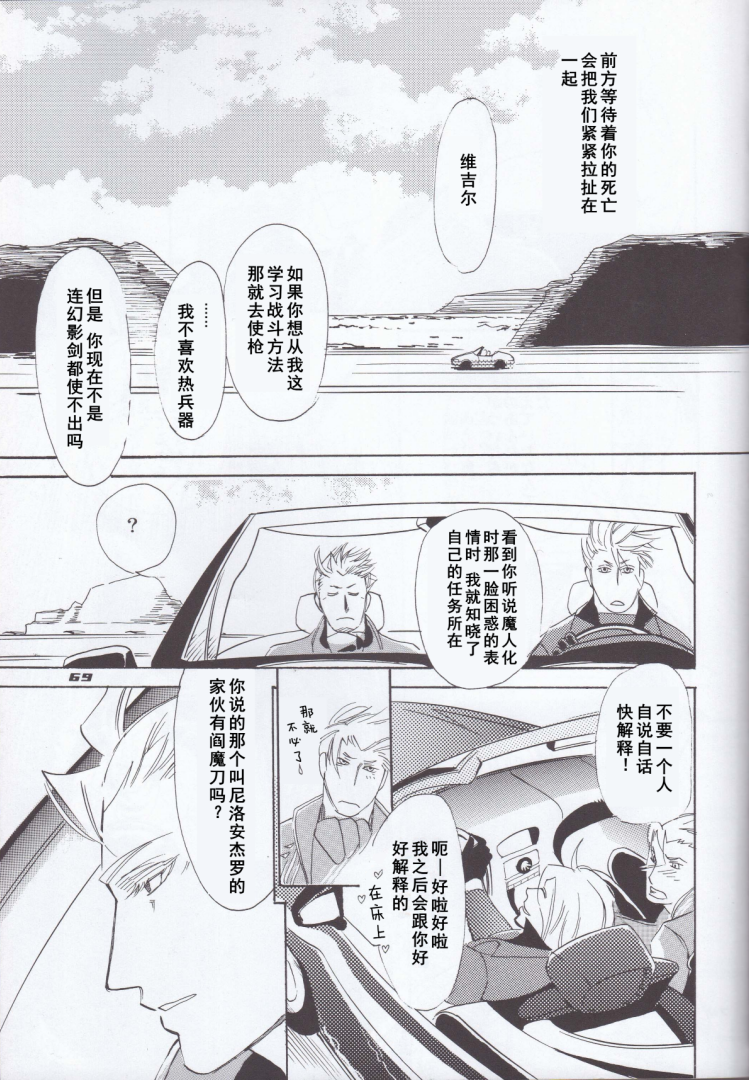 前方等待着你的死亡
会把我们紧紧拉扯在
一起
维吉尔
如果你想从我这
学习战斗方法
那就去使枪
……
我不喜欢热兵器
但是 你现在不是
连幻影剑都使不出吗
看到你听说魔人化
时那一脸困惑的表
情时 我就知晓了
自己的任务所在
？
不要一个人
自说自话
快解释！
呃—好啦好啦
我之后会跟你好
好解释的
♡在床上♡
那就
不必了。
你说的那个叫尼洛安杰罗的
家伙有阎魔刀吗？
69